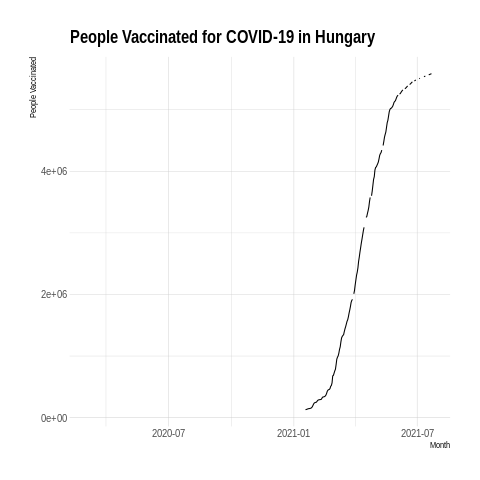 People Vaccinated for COVID-19 in Hungary
People Vaccinated
4e+06
2e+06
0e+00
2020-07 2021-01 2021-07
Month